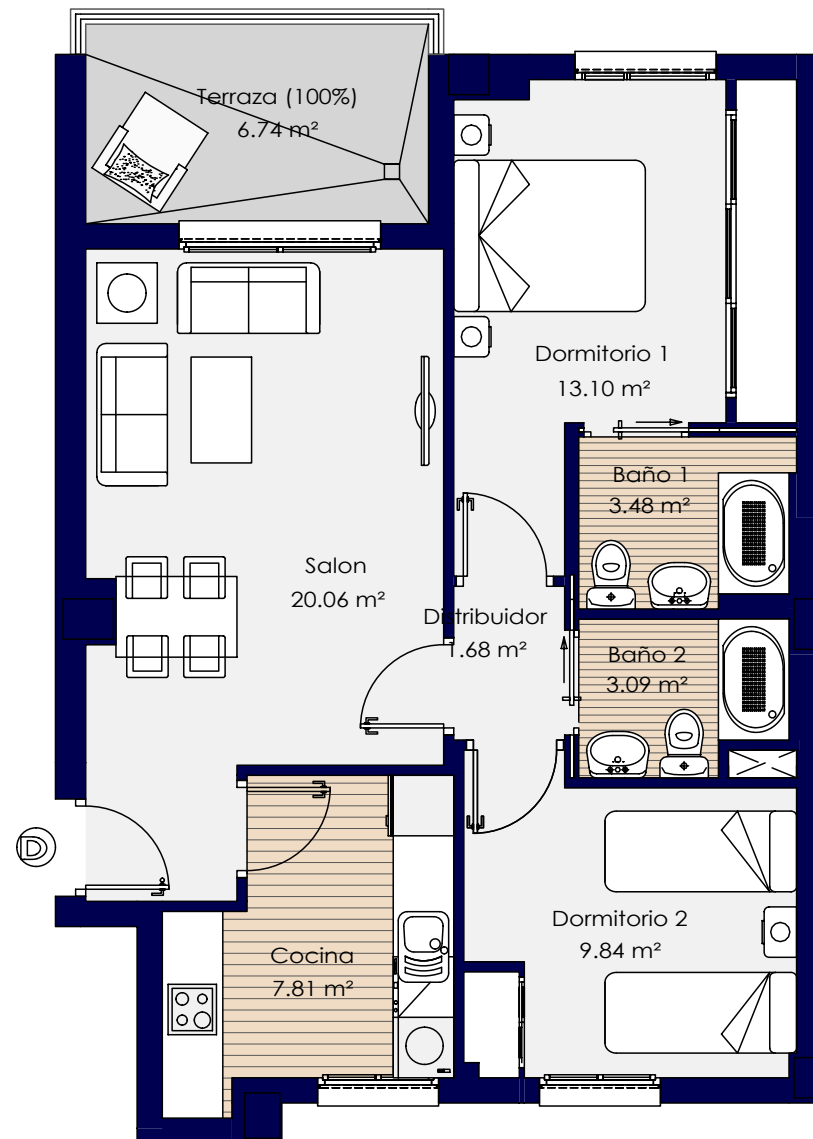 Terraza (100%)
6.74 m²
Dormitorio 1
13.10 m²
Baño 1
3.48 m²
Salon
20.06 m²
Distribuidor
1.68 m²
Baño 2
3.09 m²
D
Dormitorio 2
9.84 m²
Cocina
7.81 m²